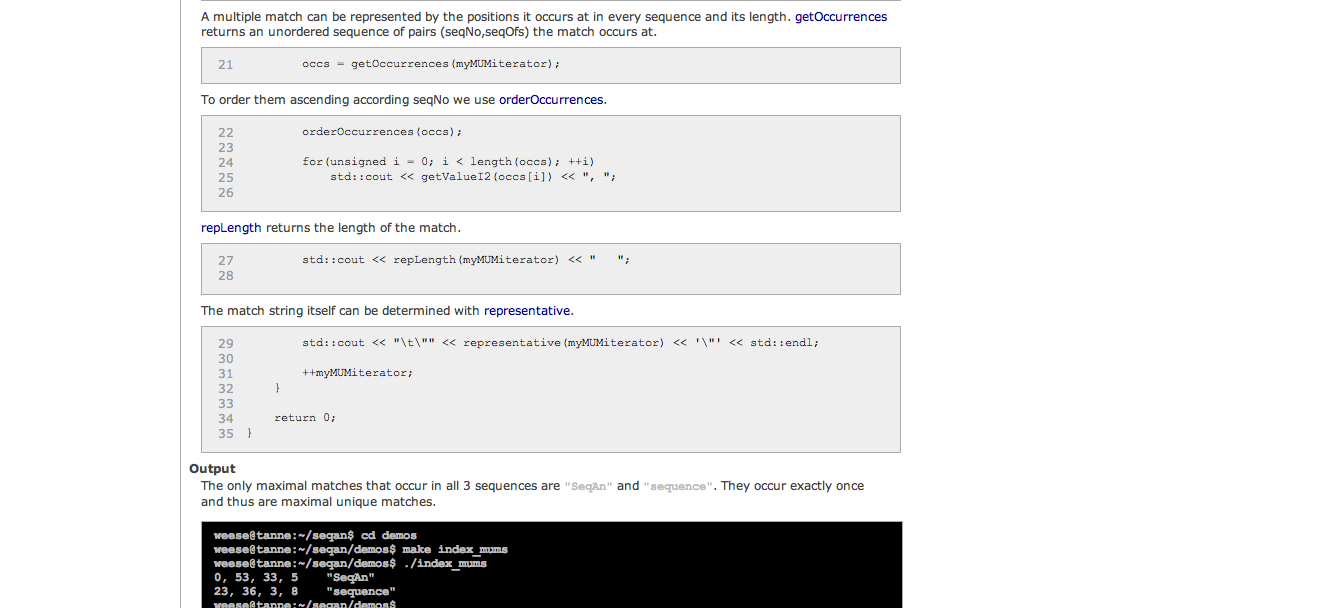 A multiple match can be represented by the positions it occurs at in every sequence and its length. getOccurrences
returns an unordered sequence of pairs (seqNo,seqOfs) the match occurs at.
21 occs = getOccurrences(myMUMiterator);
To order them ascending according seqNo we use orderOccurrences.
22 orderOccurrences(occs);
23
24 for(unsigned i = 0; i < length(occs); ++i)
25 std::cout << getValueI2(occs[i]) << ", ";
26
repLength returns the length of the match.
27 std::cout << repLength(myMUMiterator) << "   ";
28
The match string itself can be determined with representative.
29 std::cout << "\t\"" << representative(myMUMiterator) << '\"' << std::endl;
30
31 ++myMUMiterator;
32 }
33
34 return 0;
35 }
Output
The only maximal matches that occur in all 3 sequences are "SeqAn" and "sequence". They occur exactly once
and thus are maximal unique matches.
weese@tanne:~/seqan$ cd demos
weese@tanne:~/seqan/demos$ make index_mums
weese@tanne:~/seqan/demos$ ./index_mums
0, 53, 33, 5    "SeqAn"
23, 36, 3, 8    "sequence"
weese@tanne:~/seqan/demos$